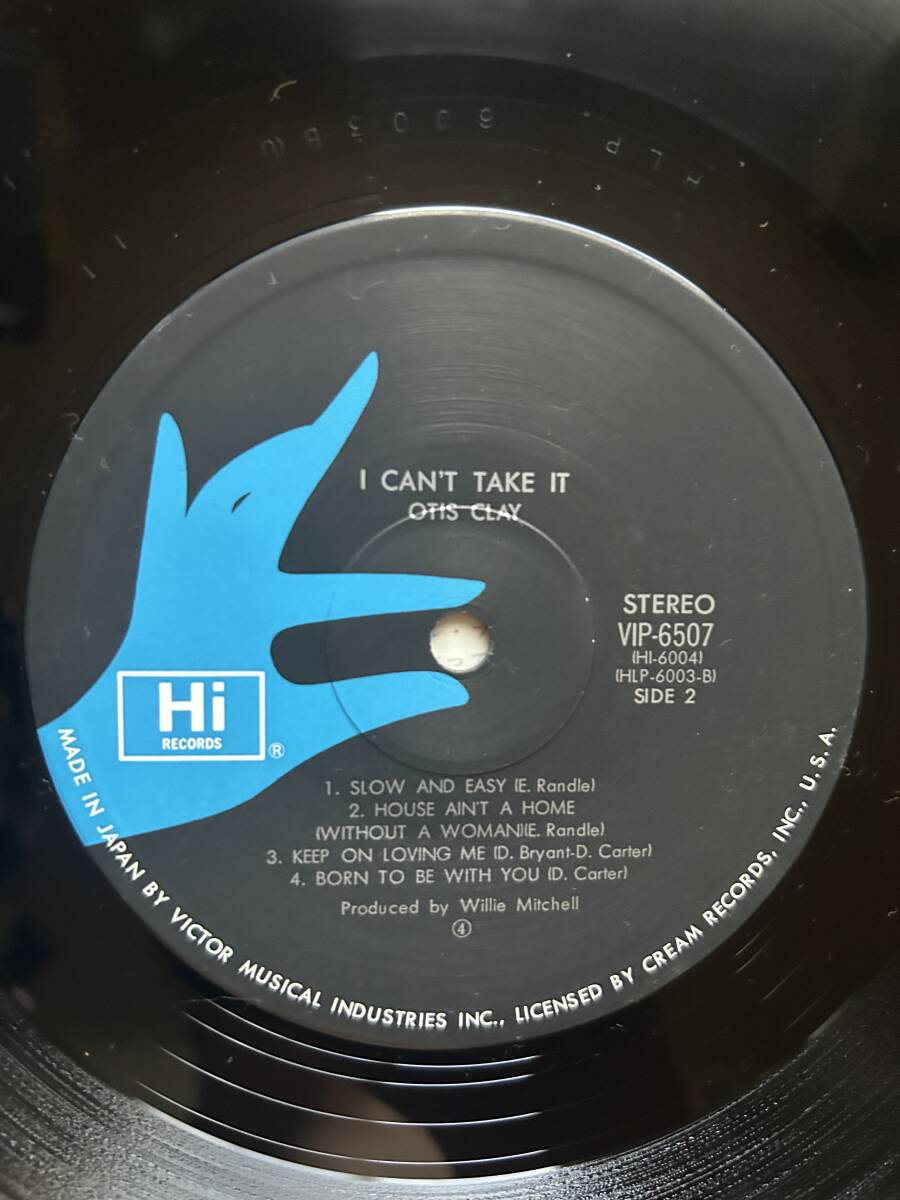 HLP 6003 B
I CAN'T TAKE IT
OTIS CLAY
STEREO
VIP-6507
(HI-6004)
(HLP-6003-B)
SIDE 2
Hi
RECORDS
®
1. SLOW AND EASY (E. Randle)
2. HOUSE AIN'T A HOME
(WITHOUT A WOMAN)(E. Randle)
3. KEEP ON LOVING ME (D. Bryant-D. Carter)
4. BORN TO BE WITH YOU (D. Carter)
Produced by Willie Mitchell
④
MADE IN JAPAN BY VICTOR MUSICAL INDUSTRIES INC., LICENSED BY CREAM RECORDS, INC., U.S.A.